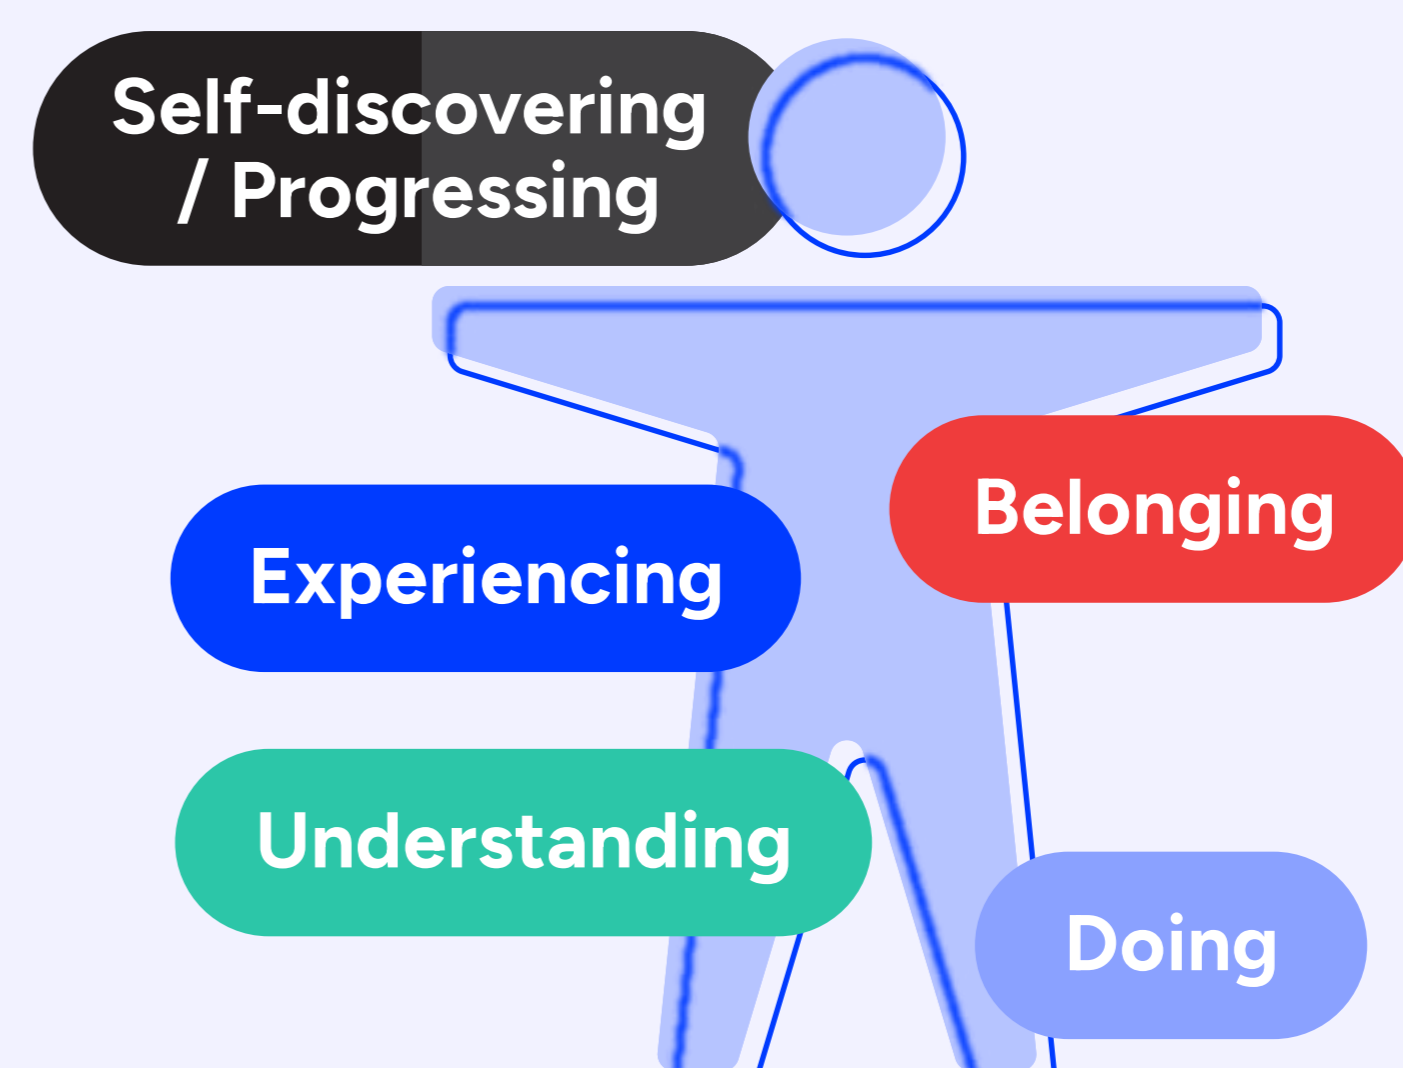 Self-discovering
/ Progressing
Belonging
Experiencing
Understanding
Doing